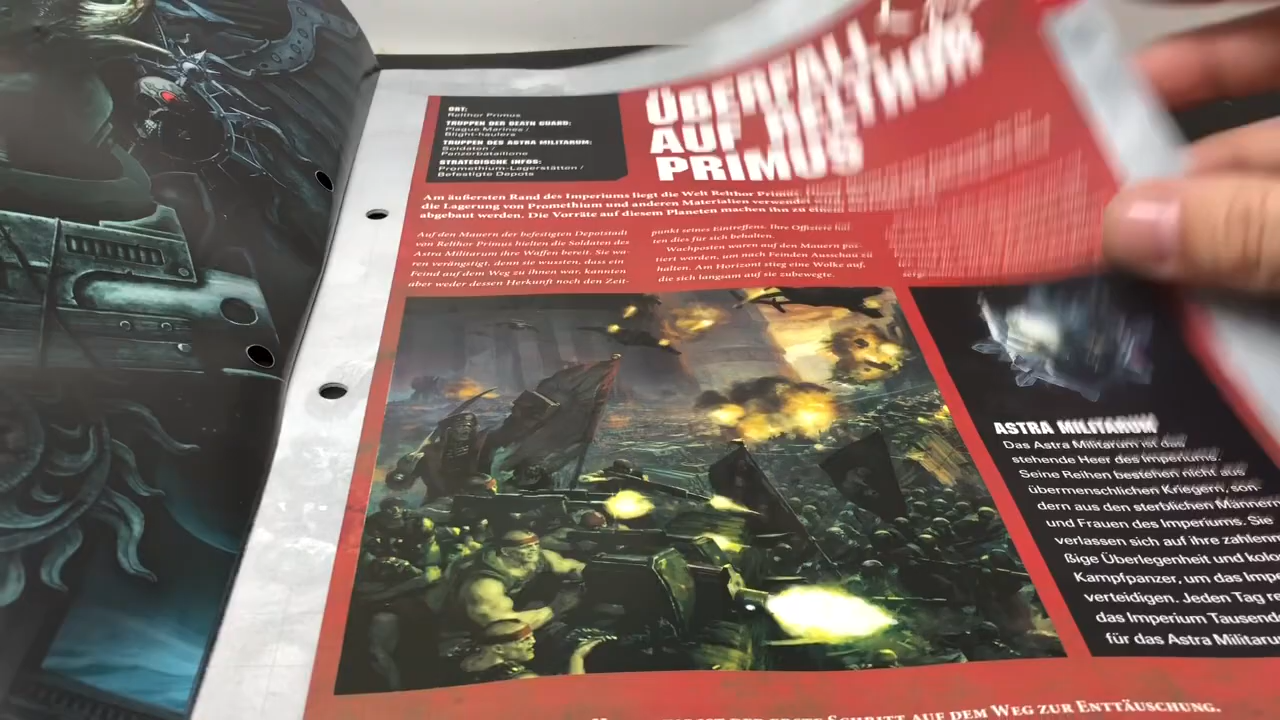 ORT:
Relthor Primus
TRUPPEN DER DEATH GUARD:
Plague Marines /
Blight-haulers
TRUPPEN DES ASTRA MILITARUM:
Soldaten /
Panzerbataillone
STRATEGISCHE INFOS:
Promethium-Lagerstätten /
Befestigte Depots
ÜBERFALL
AUF RELTHOR
PRIMUS
Am äußersten Rand des Imperiums liegt die Welt Relthor Primus.
die Lagerung von Promethium und anderen Materialien verwendet
abgebaut werden. Die Vorräte auf diesem Planeten machen ihn zu einem
Auf den Mauern der befestigten Depotstadt
von Relthor Primus hielten die Soldaten des
Astra Militarum ihre Waffen bereit. Sie wa-
ren verängstigt, denn sie wussten, dass ein
Feind auf dem Weg zu ihnen war, kannten
aber weder dessen Herkunft noch den Zeit-
punkt seines Eintreffens. Ihre Offiziere hat-
ten dies für sich behalten.
Wachposten waren auf den Mauern pos-
tiert worden, um nach Feinden Ausschau zu
halten. Am Horizont stieg eine Wolke auf,
die sich langsam auf sie zubewegte.
ASTRA MILITARUM
Das Astra Militarum ist das
stehende Heer des Imperiums.
Seine Reihen bestehen nicht aus
übermenschlichen Kriegern, son-
dern aus den sterblichen Männern
und Frauen des Imperiums. Sie
verlassen sich auf ihre zahlenm
ßige Überlegenheit und kolo
Kampfpanzer, um das Impe
verteidigen. Jeden Tag re
das Imperium Tausend
für das Astra Militaru
DER ERSTE SCHRITT AUF DEM WEG ZUR ENTTÄUSCHUNG.